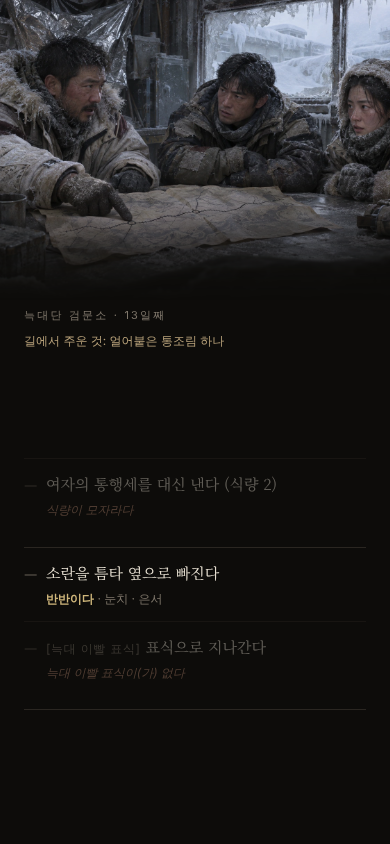 늑대단 검문소 · 13일째
길에서 주운 것: 얼어붙은 통조림 하나
— 여자의 통행세를 대신 낸다 (식량 2)
식량이 모자라다
— 소란을 틈타 옆으로 빠진다
반반이다 · 눈치 · 은서
— [늑대 이빨 표식] 표식으로 지나간다
늑대 이빨 표식이(가) 없다